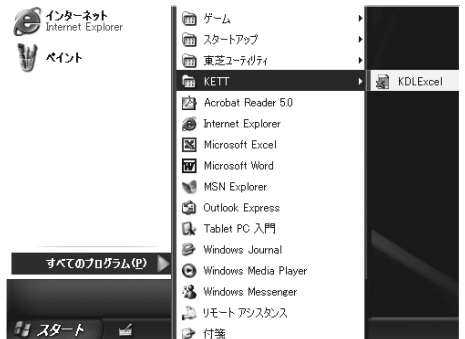 インターネット
Internet Explorer
ペイント
すべてのプログラム(P)
スタート
ゲーム
スタートアップ
東芝ユーティリティ
KETT
Acrobat Reader 5.0
Internet Explorer
Microsoft Excel
Microsoft Word
MSN Explorer
Outlook Express
Tablet PC 入門
Windows Journal
Windows Media Player
Windows Messenger
リモート アシスタンス
付箋
KDLExcel